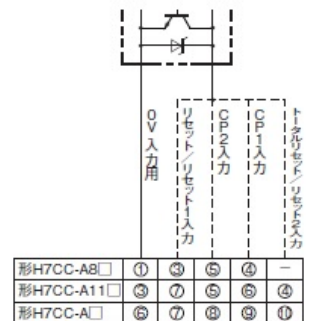 0V 入力用
リセット/リセット1入力
CP2入力
CP1入力
トータルリセット/リセット2入力
形H7CC-A8□ ① ③ ⑤ ④ －
形H7CC-A11□ ③ ⑦ ⑤ ⑥ ④
形H7CC-A□ ⑥ ⑦ ⑧ ⑨ ⑩